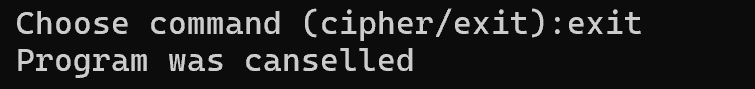 Choose command (cipher/exit):exit
Program was canselled